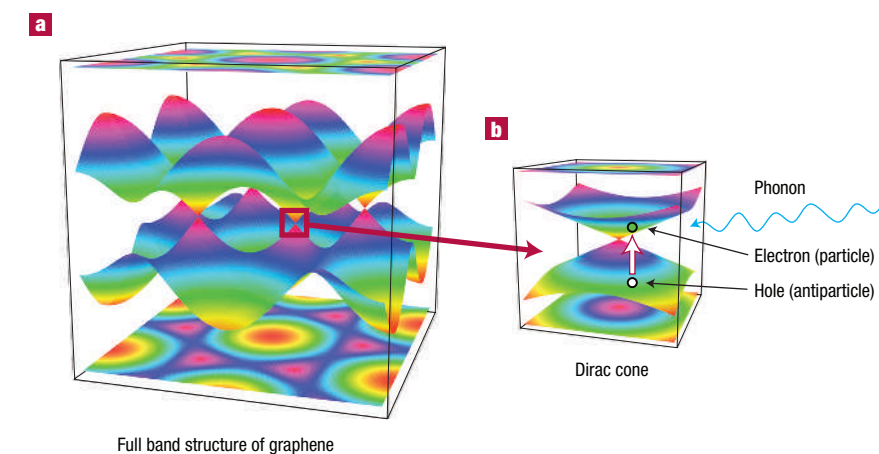 a
Full band structure of graphene
b
Phonon
Electron (particle)
Hole (antiparticle)
Dirac cone